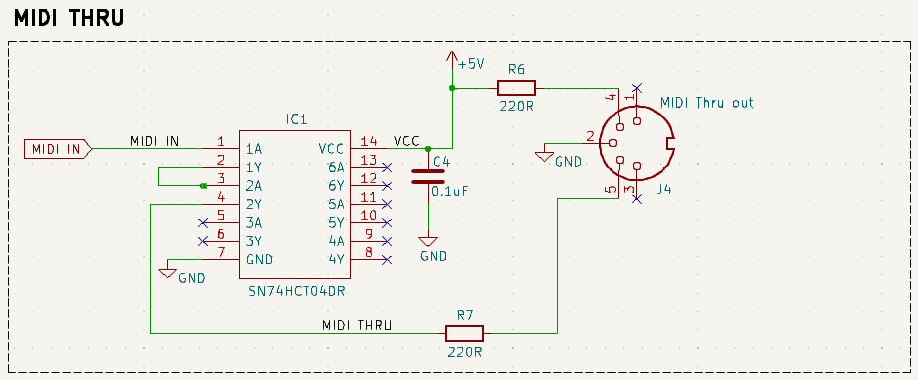 MIDI THRU
+5V
R6
220R
4
1
MIDI Thru out
IC1
MIDI IN
MIDI IN
1
1A
VCC
14
VCC
2
1Y
6A
13
3
2A
6Y
12
4
2Y
5A
11
5
3A
5Y
10
6
3Y
4A
9
7
GND
4Y
8
GND
SN74HCT04DR
C4
0.1uF
GND
2
GND
5
3
J4
MIDI THRU
R7
220R